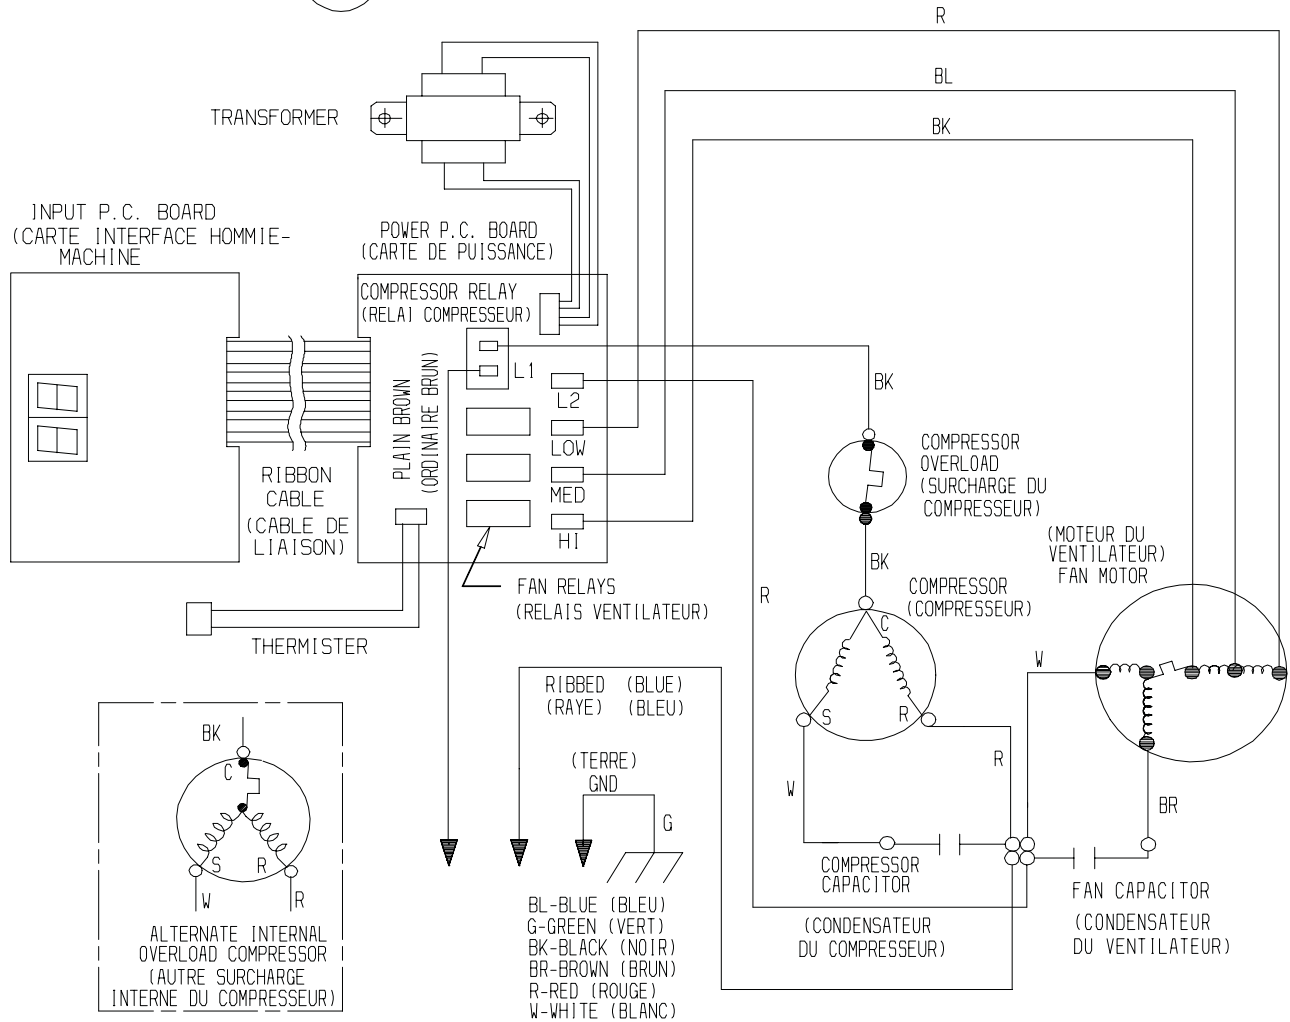 R
BL
BK
TRANSFORMER
INPUT P.C. BOARD
(CARTE INTERFACE HOMMIE-
MACHINE
POWER P.C. BOARD
(CARTE DE PUISSANCE)
COMPRESSOR RELAY
(RELAI COMPRESSEUR)
L1
L2
LOW
MED
HI
PLAIN BROWN
(ORDINAIRE BRUN)
RIBBON
CABLE
(CABLE DE
LIAISON)
FAN RELAYS
(RELAIS VENTILATEUR)
THERMISTER
BK
COMPRESSOR
OVERLOAD
(SURCHARGE DU
COMPRESSEUR)
BK
COMPRESSOR
(COMPRESSEUR)
C
S
R
(MOTEUR DU
VENTILATEUR)
FAN MOTOR
R
W
RIBBED (BLUE)
(RAYE) (BLEU)
(TERRE)
GND
G
W
R
BR
COMPRESSOR
CAPACITOR
(CONDENSATEUR
DU COMPRESSEUR)
FAN CAPACITOR
(CONDENSATEUR
DU VENTILATEUR)
BK
C
S
R
W
R
ALTERNATE INTERNAL
OVERLOAD COMPRESSOR
(AUTRE SURCHARGE
INTERNE DU COMPRESSEUR)
BL-BLUE (BLEU)
G-GREEN (VERT)
BK-BLACK (NOIR)
BR-BROWN (BRUN)
R-RED (ROUGE)
W-WHITE (BLANC)